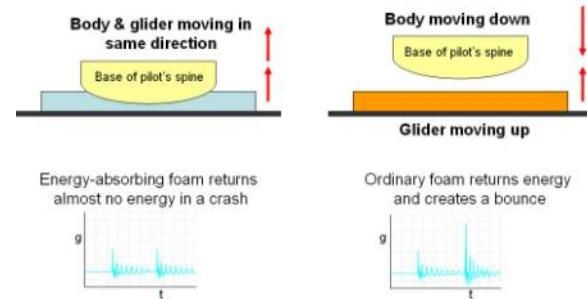 Body & glider moving in
same direction
Base of pilot's spine
Body moving down
Base of pilot's spine
Glider moving up
Energy-absorbing foam returns
almost no energy in a crash
g
t
Ordinary foam returns energy
and creates a bounce
g
t